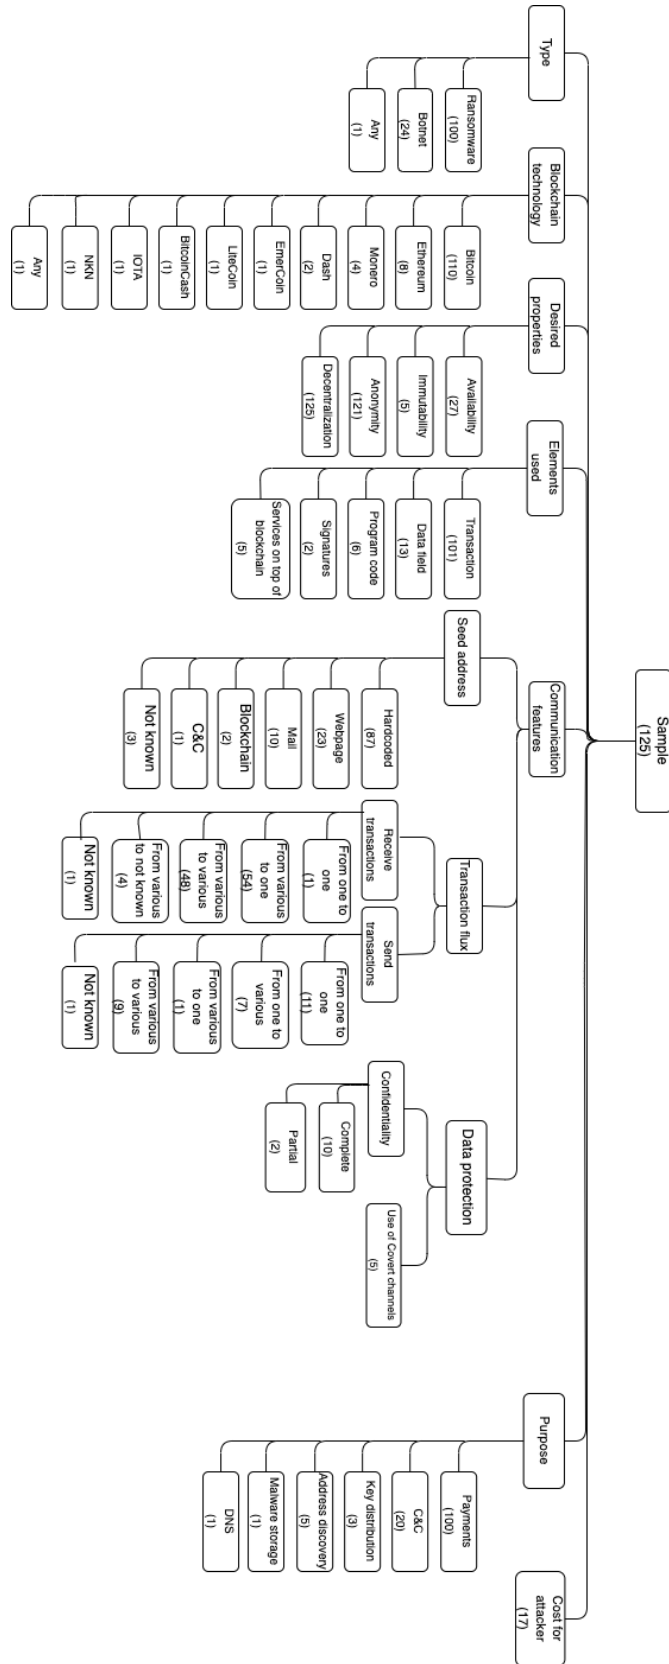 Sample
(125)
Type
Ransomware
(100)
Botnet
(24)
Any
(1)
Blockchain
technology
Bitcoin
(110)
Ethereum
(8)
Monero
(4)
Dash
(2)
EmerCoin
(1)
LiteCoin
(1)
BitcoinCash
(1)
IOTA
(1)
NKN
(1)
Any
(1)
Desired
properties
Availability
(27)
Immutability
(5)
Anonymity
(121)
Decentralization
(125)
Elements
used
Transaction
(101)
Data field
(13)
Program code
(6)
Signatures
(2)
Services on top of
blockchain
(5)
Communication
features
Seed address
Hardcoded
(87)
Webpage
(23)
Mail
(10)
Blockchain
(2)
C&C
(1)
Not known
(3)
Transaction flux
Receive
transactions
From one to
one
(1)
From various
to one
(54)
From various
to various
(48)
From various
to not known
(4)
Not known
(1)
Send
transactions
From one to
one
(11)
From one to
various
(7)
From various
to one
(1)
From various
to various
(9)
Not known
(1)
Data protection
Confidentiality
Complete
(10)
Partial
(2)
Use of Covert channels
(5)
Purpose
Payments
(100)
C&C
(20)
Key distribution
(3)
Address discovery
(5)
Malware storage
(1)
DNS
(1)
Cost for
attacker
(17)